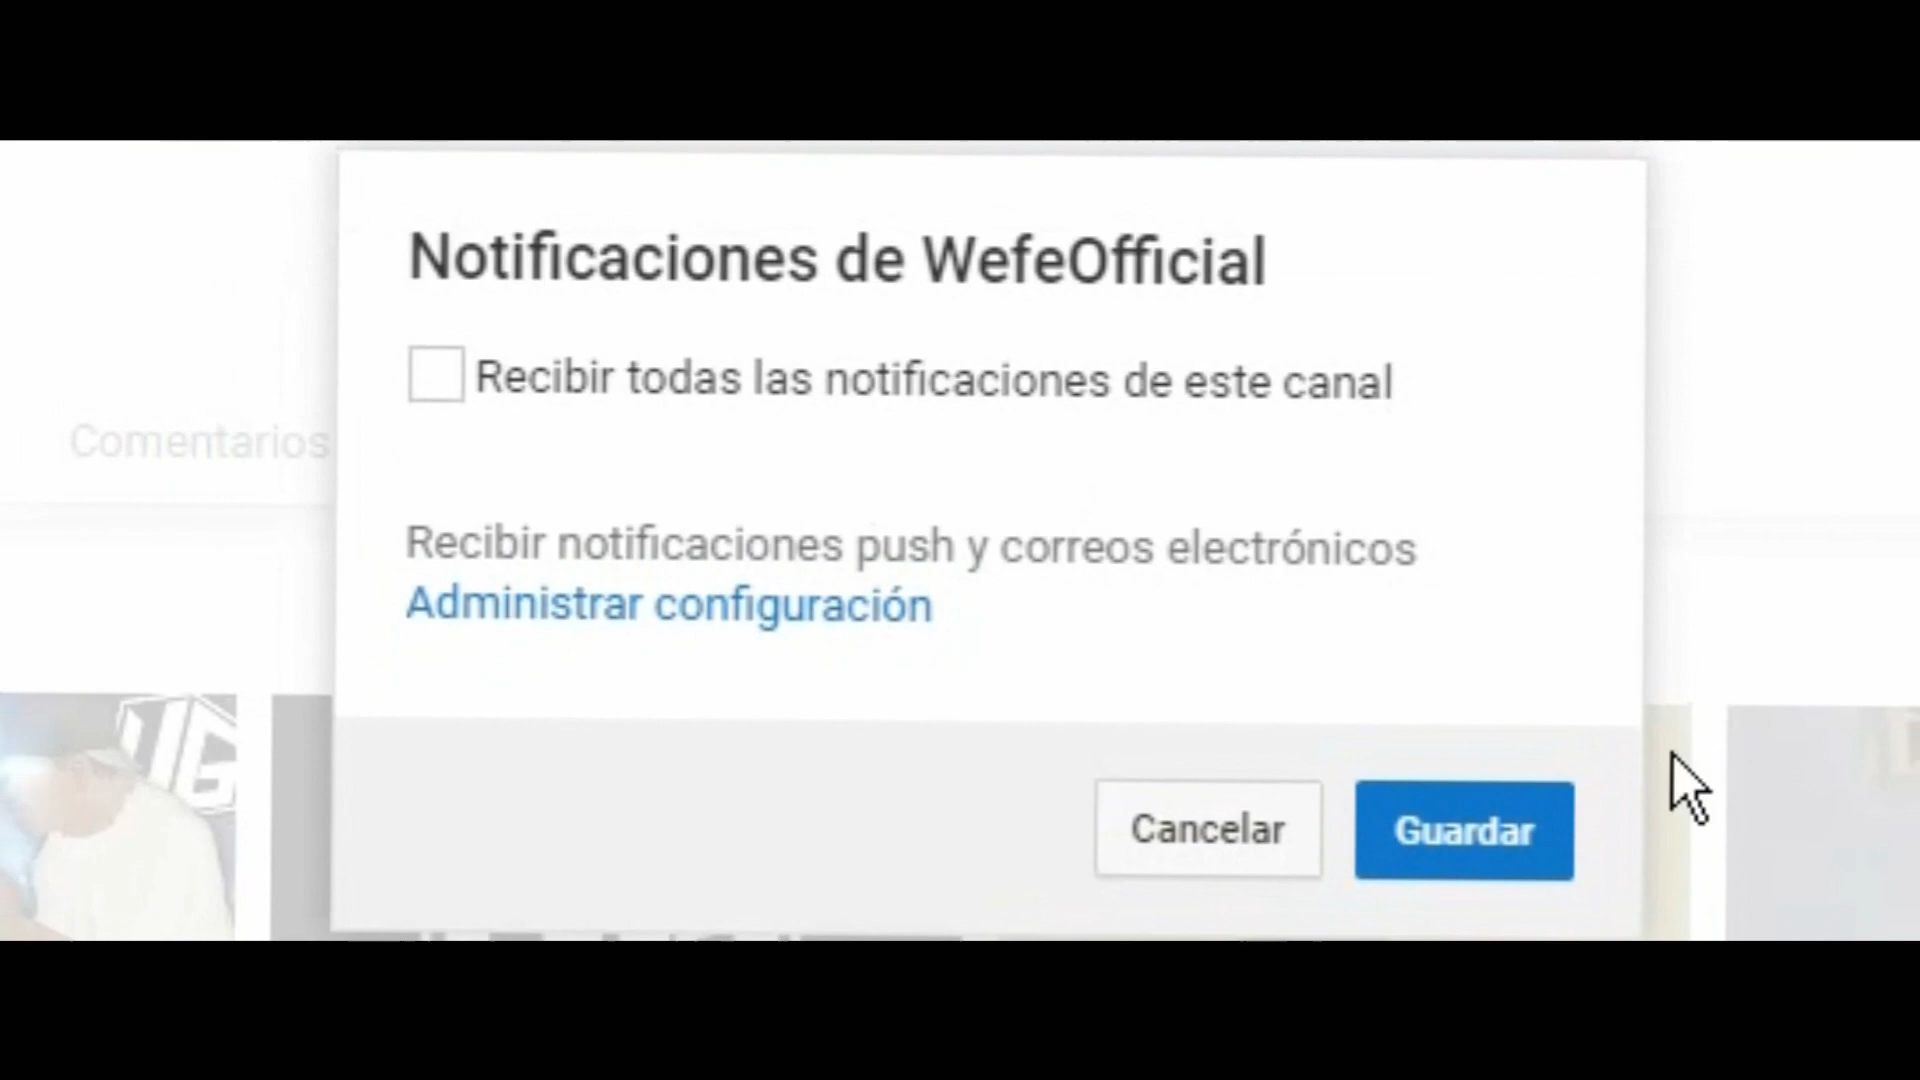 Notificaciones de WefeOfficial
Recibir todas las notificaciones de este canal
Comentarios
Recibir notificaciones push y correos electrónicos
Administrar configuración
Cancelar
Guardar